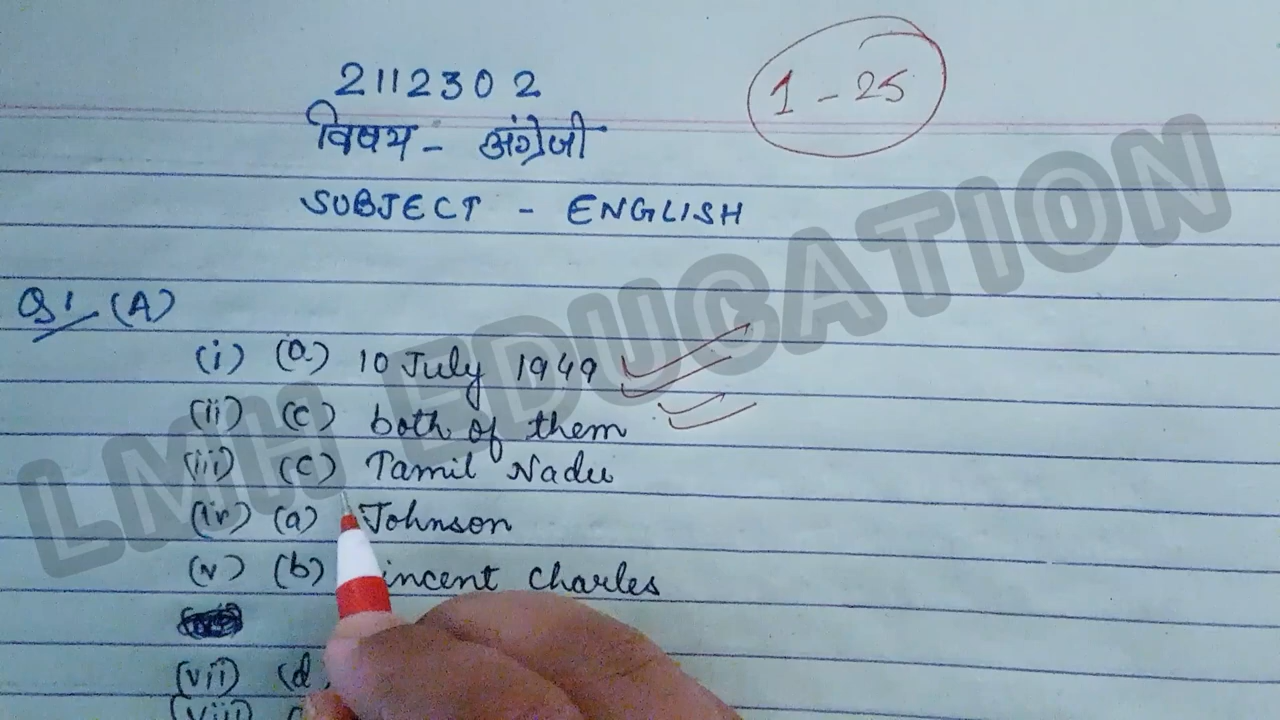 2112302
1 - 25
विषय - अंग्रेजी
SUBJECT - ENGLISH
Q1 (A)
(i) (a) 10 July 1949
(ii) (c) both of them
(iii) (c) Tamil Nadu
(iv) (a) Johnson
(v) (b) incent Charles
(vii) (d)
(viii)
LMH EDUCATION